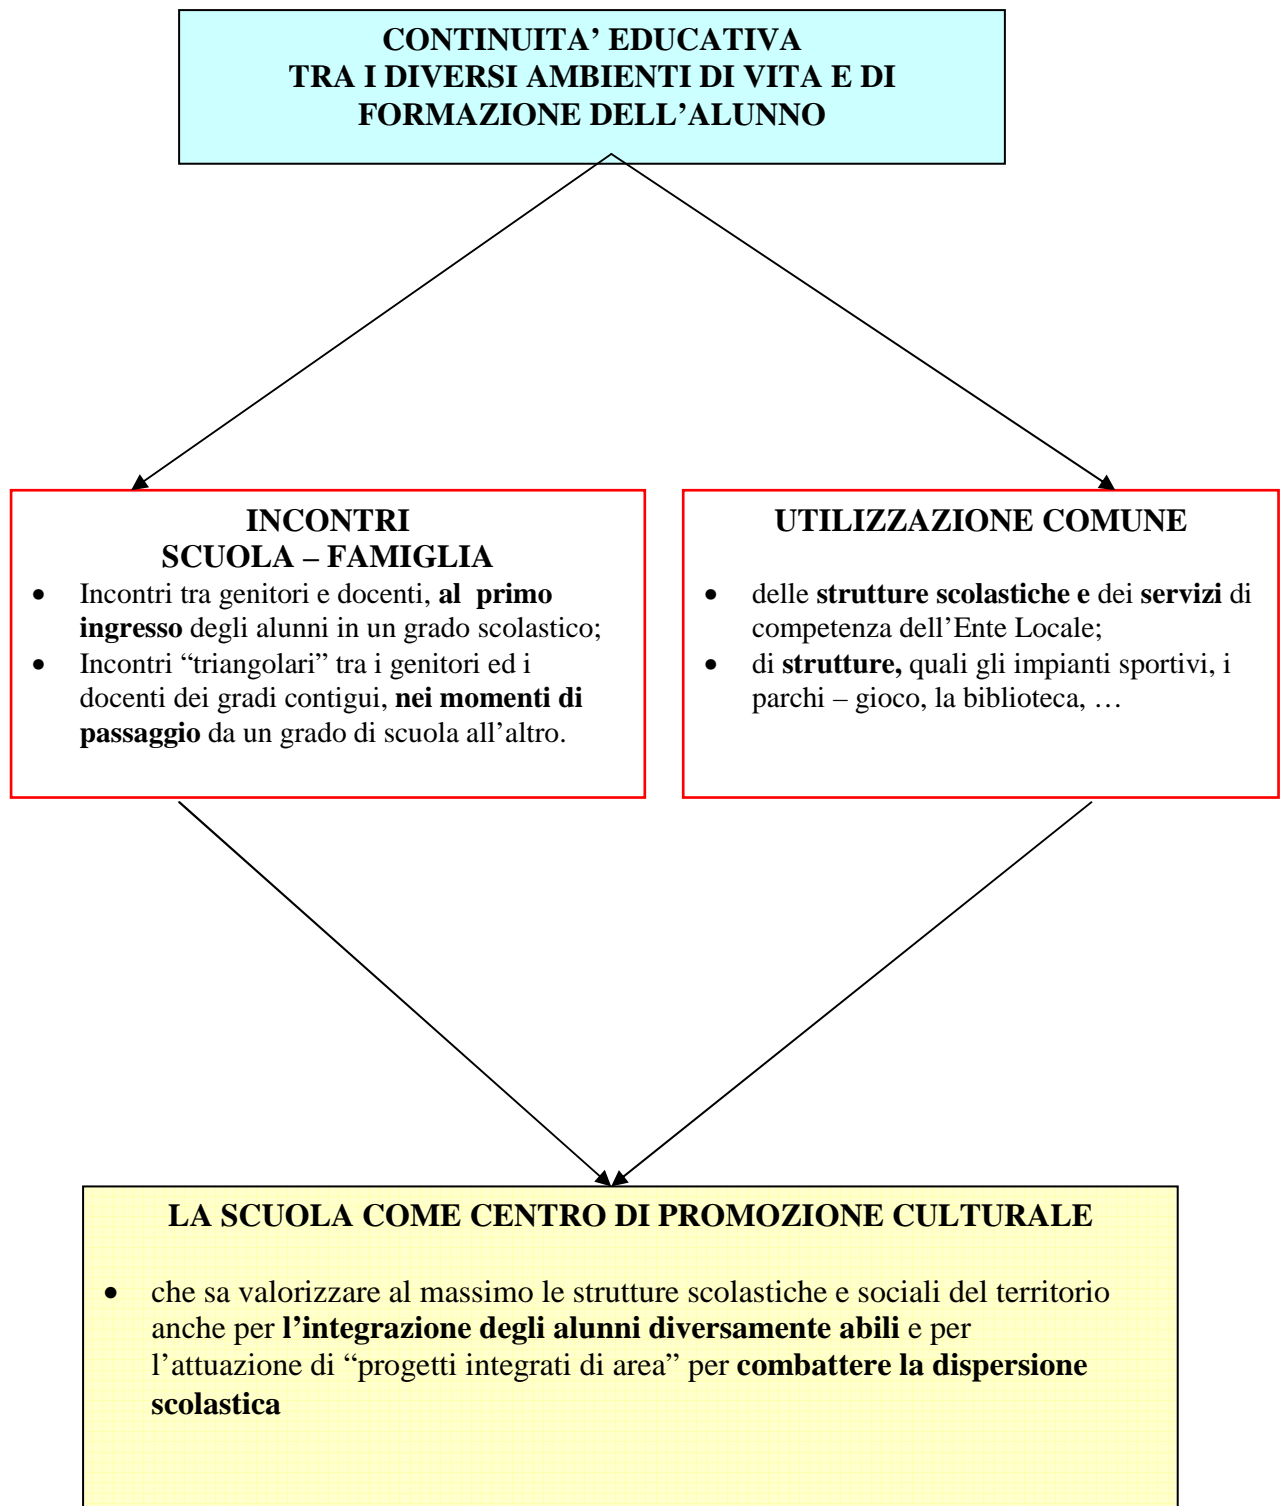 CONTINUITA’ EDUCATIVA
TRA I DIVERSI AMBIENTI DI VITA E DI
FORMAZIONE DELL’ALUNNO
INCONTRI
SCUOLA – FAMIGLIA
• Incontri tra genitori e docenti, al primo
ingresso degli alunni in un grado scolastico;
• Incontri “triangolari” tra i genitori ed i
docenti dei gradi contigui, nei momenti di
passaggio da un grado di scuola all’altro.
UTILIZZAZIONE COMUNE
• delle strutture scolastiche e dei servizi di
competenza dell’Ente Locale;
• di strutture, quali gli impianti sportivi, i
parchi – gioco, la biblioteca, …
LA SCUOLA COME CENTRO DI PROMOZIONE CULTURALE
• che sa valorizzare al massimo le strutture scolastiche e sociali del territorio
anche per l’integrazione degli alunni diversamente abili e per
l’attuazione di “progetti integrati di area” per combattere la dispersione
scolastica